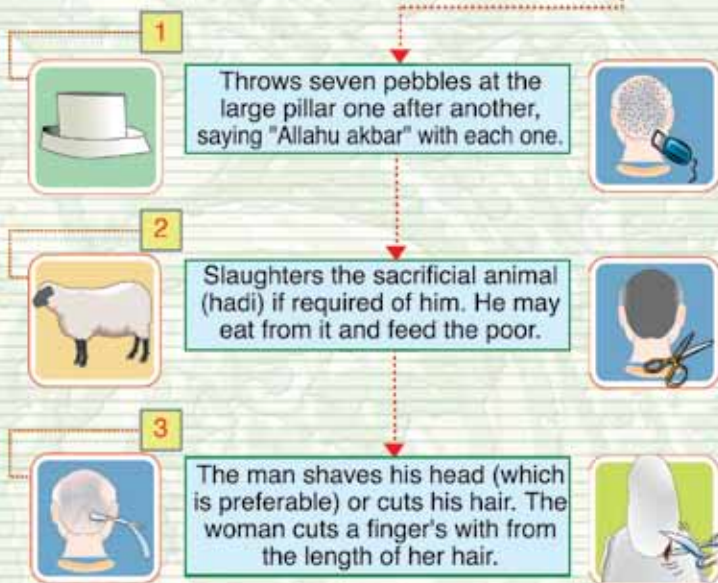 1
Throws seven pebbles at the
large pillar one after another,
saying "Allahu akbar" with each one.
2
Slaughters the sacrificial animal
(hadi) if required of him. He may
eat from it and feed the poor.
3
The man shaves his head (which
is preferable) or cuts his hair. The
woman cuts a finger's with from
the length of her hair.